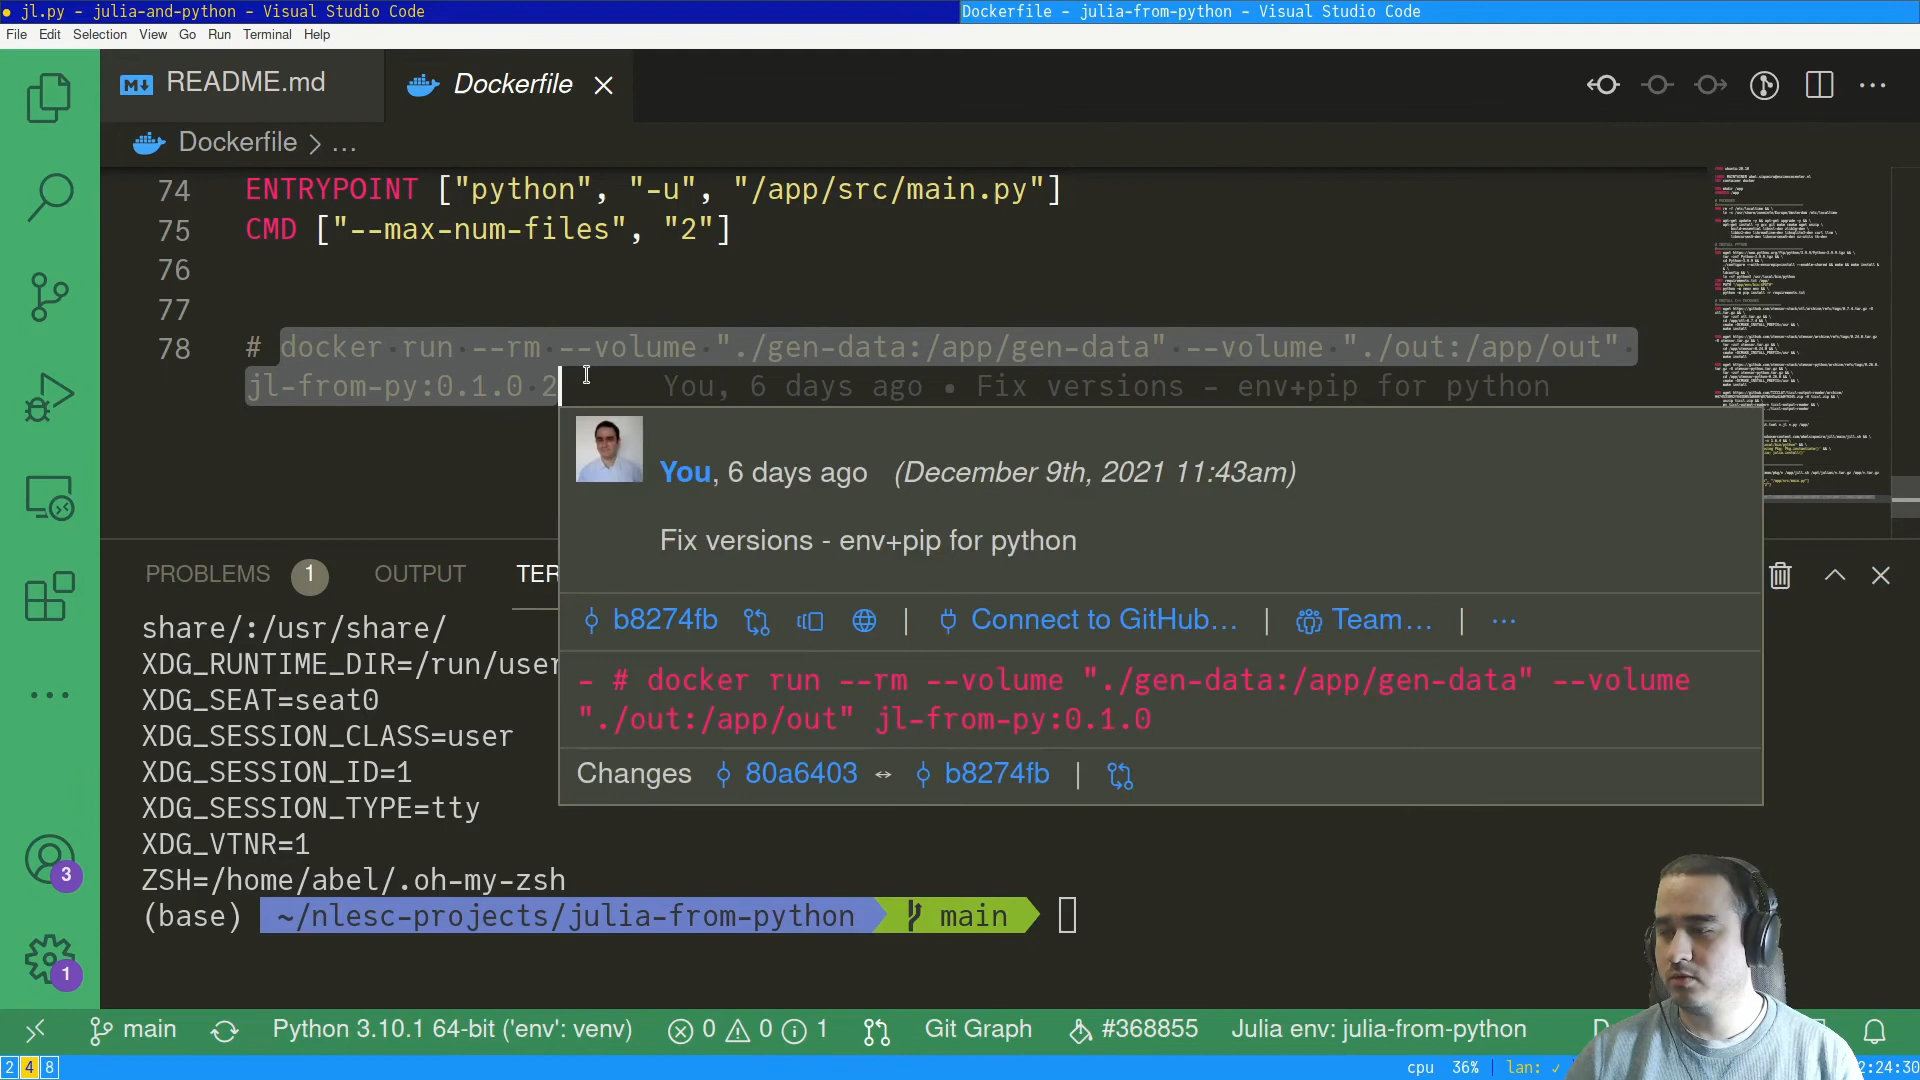 jl.py - julia-and-python - Visual Studio Code
Dockerfile - julia-from-python - Visual Studio Code
File Edit Selection View Go Run Terminal Help
README.md
Dockerfile
Dockerfile > ...
74 ENTRYPOINT ["python", "-u", "/app/src/main.py"]
75 CMD ["--max-num-files", "2"]
76
77
78 # docker run --rm --volume "./gen-data:/app/gen-data" --volume "./out:/app/out"
jl-from-py:0.1.0 2 You, 6 days ago • Fix versions - env+pip for python
You, 6 days ago (December 9th, 2021 11:43am)
Fix versions - env+pip for python
b8274fb | Connect to GitHub... | Team... | ...
- # docker run --rm --volume "./gen-data:/app/gen-data" --volume
"./out:/app/out" jl-from-py:0.1.0
Changes 80a6403 ↔ b8274fb |
PROBLEMS 1 OUTPUT TER
share/:/usr/share/
XDG_RUNTIME_DIR=/run/user
XDG_SEAT=seat0
XDG_SESSION_CLASS=user
XDG_SESSION_ID=1
XDG_SESSION_TYPE=tty
XDG_VTNR=1
ZSH=/home/abel/.oh-my-zsh
(base) ~/nlesc-projects/julia-from-python main
3
1
main Python 3.10.1 64-bit ('env': venv) 0 0 1 Git Graph #368855 Julia env: julia-from-python
2 4 8 cpu 36% lan: ✓ 2:24:30